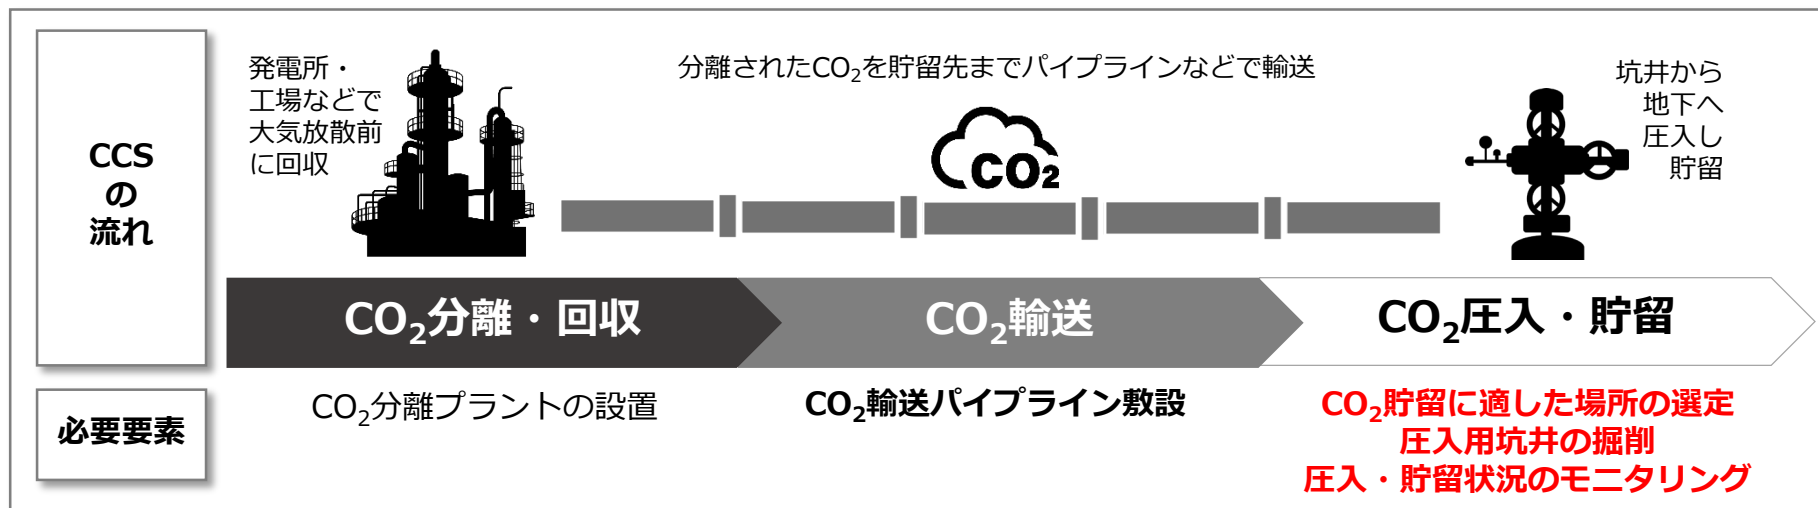 CCS
の
流れ
発電所・
工場などで
大気放散前
に回収
分離されたCO₂を貯留先までパイプラインなどで輸送
CO₂
坑井から
地下へ
圧入し
貯留
CO₂分離・回収
CO₂輸送
CO₂圧入・貯留
必要要素
CO₂分離プラントの設置
CO₂輸送パイプライン敷設
CO₂貯留に適した場所の選定
圧入用坑井の掘削
圧入・貯留状況のモニタリング